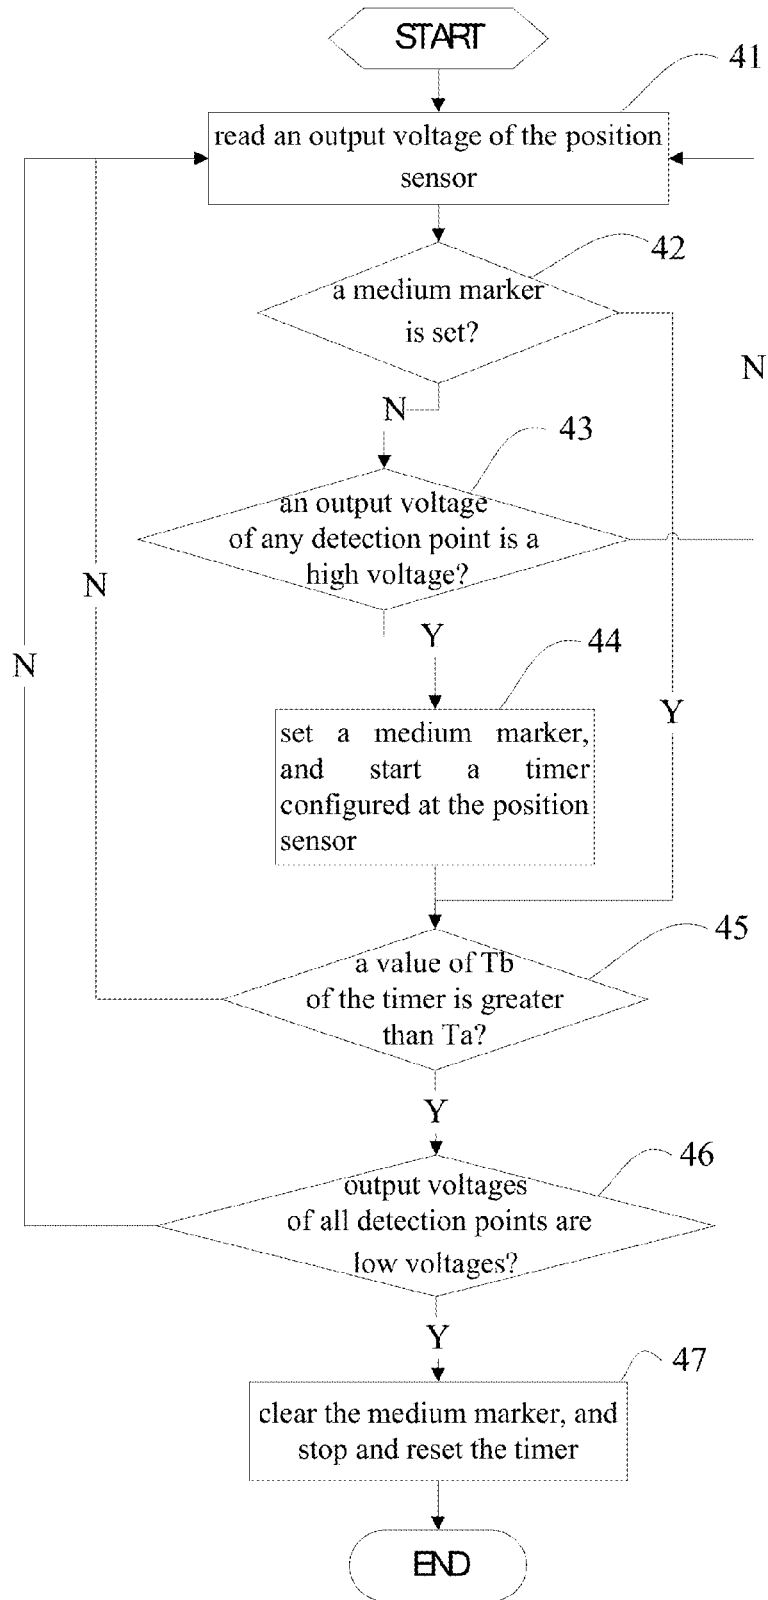 START
41
read an output voltage of the position
sensor
42
a medium marker
is set?
N
N
43
an output voltage
of any detection point is a
high voltage?
N
Y
44
N
Y
set a medium marker,
and start a timer
configured at the position
sensor
45
a value of Tb
of the timer is greater
than Ta?
Y
46
output voltages
of all detection points are
low voltages?
Y
47
clear the medium marker, and
stop and reset the timer
END